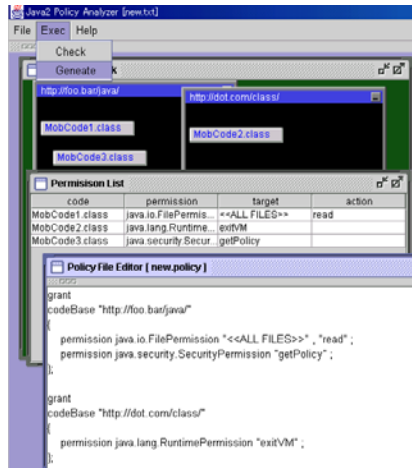 Java2 Policy Analyzer [new.txt]
File Exec Help
Check
Geneate
k
http://foo.bar/java/
http://dot.com/class/
MobCode1.class
MobCode2.class
MobCode3.class
Permisison List
code permission target action
MobCode1.class java.io.FilePermis... <<ALL FILES>> read
MobCode2.class java.lang.Runtime... exitVM
MobCode3.class java.security.Secur... getPolicy
Policy File Editor [ new.policy ]
grant
codeBase "http://foo.bar/java/"
{
permission java.io.FilePermission "<<ALL FILES>>" , "read" ;
permission java.security.SecurityPermission "getPolicy" ;
};
grant
codeBase "http://dot.com/class/"
{
permission java.lang.RuntimePermission "exitVM" ;
};